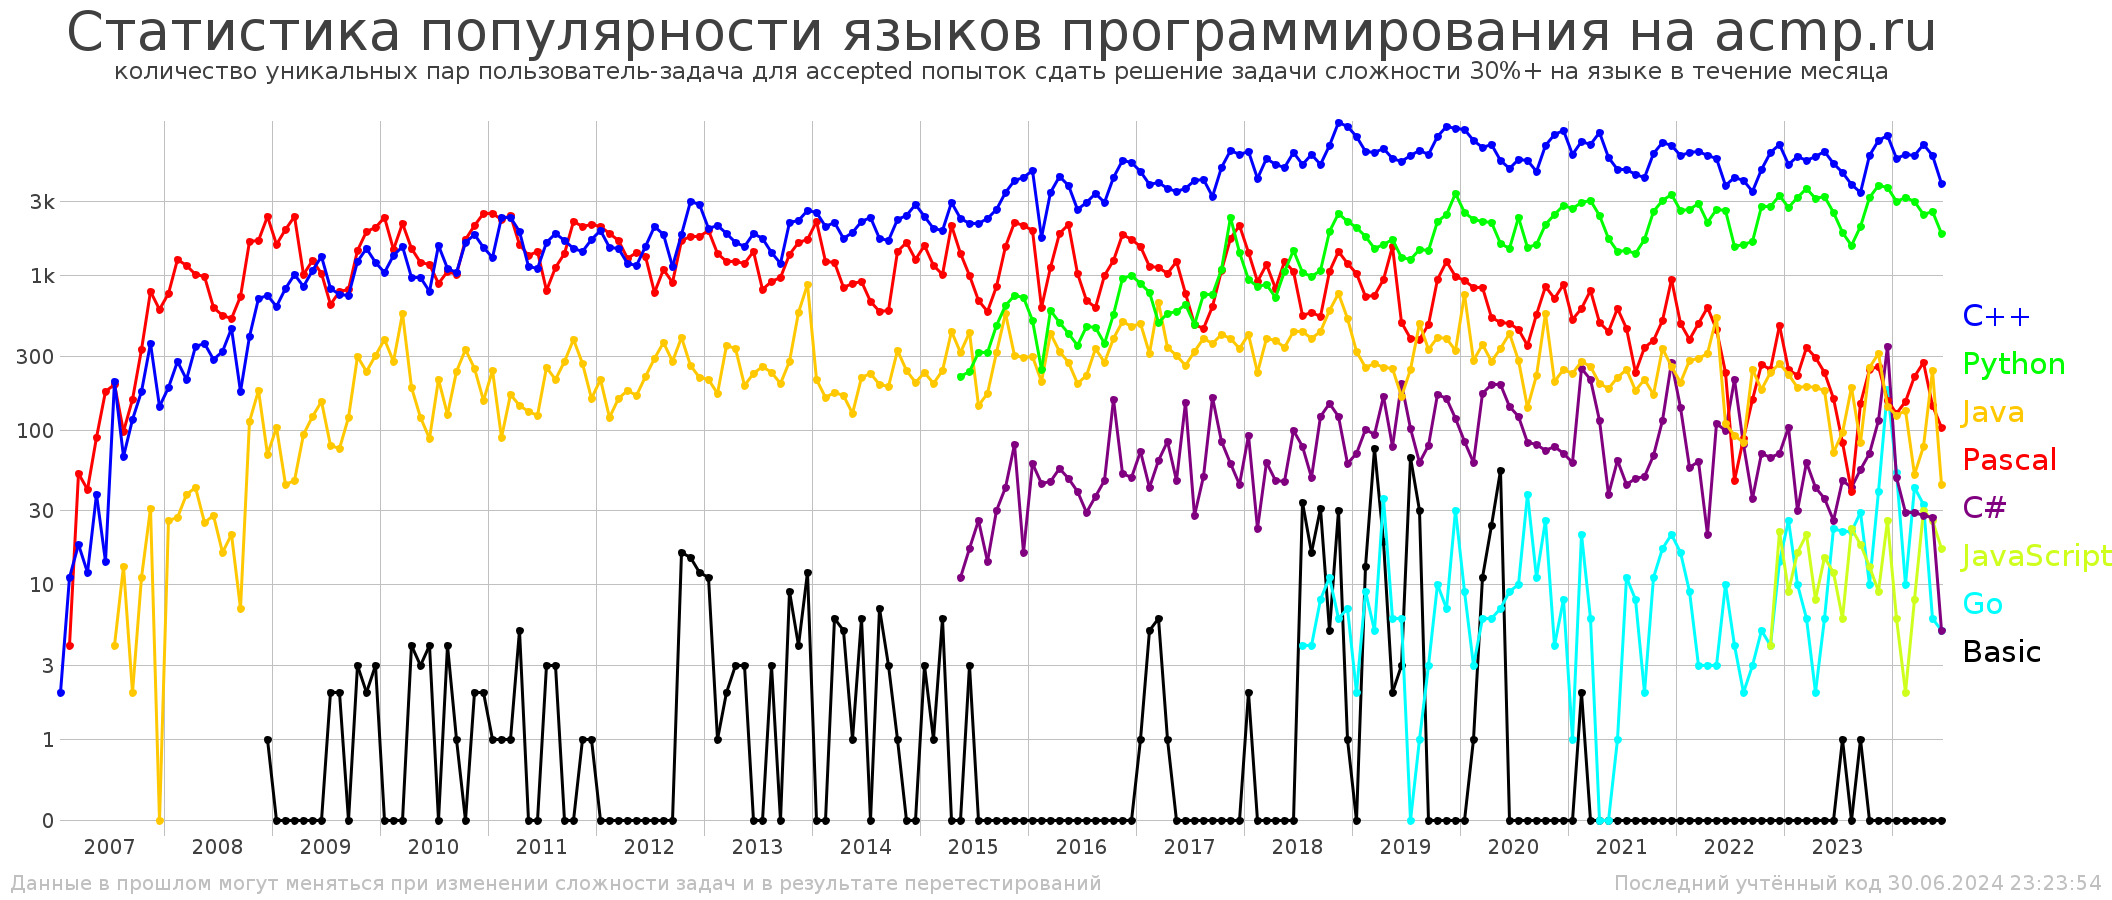 Статистика популярности языков программирования на acmp.ru
количество уникальных пар пользователь-задача для accepted попыток сдать решение задачи сложности 30%+ на языке в течение месяца
3k
1k
300
100
30
10
3
1
0
C++
Python
Java
Pascal
C#
JavaScript
Go
Basic
2007 2008 2009 2010 2011 2012 2013 2014 2015 2016 2017 2018 2019 2020 2021 2022 2023
Данные в прошлом могут меняться при изменении сложности задач и в результате перетестирований
Последний учтённый код 30.06.2024 23:23:54